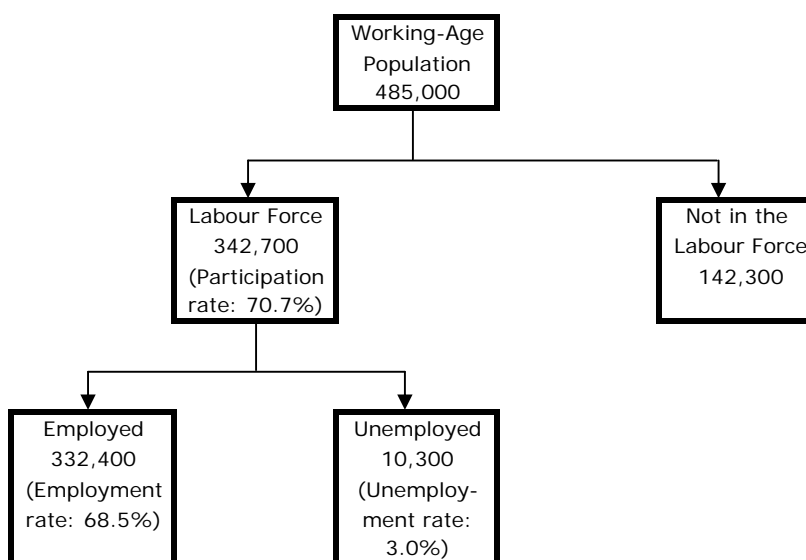 Working-Age
Population
485,000
Labour Force
342,700
(Participation
rate: 70.7%)
Not in the
Labour Force
142,300
Employed
332,400
(Employment
rate: 68.5%)
Unemployed
10,300
(Unemploy-
ment rate:
3.0%)